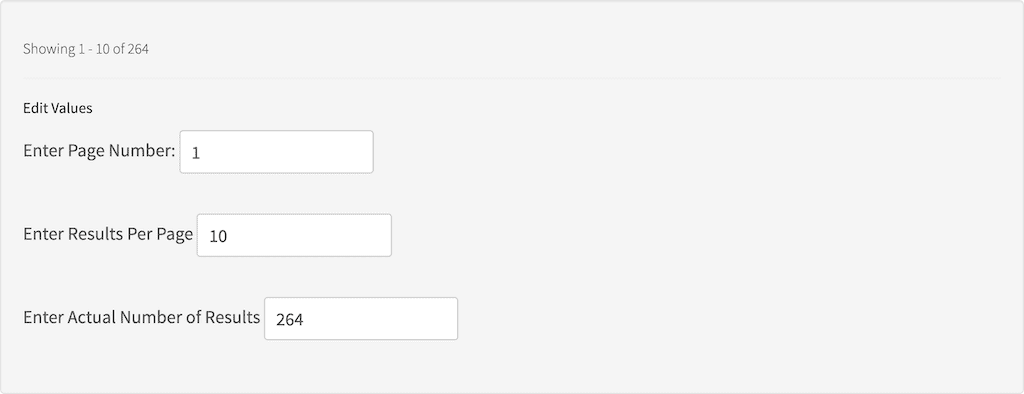 Showing 1 - 10 of 264
Edit Values
Enter Page Number: 1
Enter Results Per Page 10
Enter Actual Number of Results 264